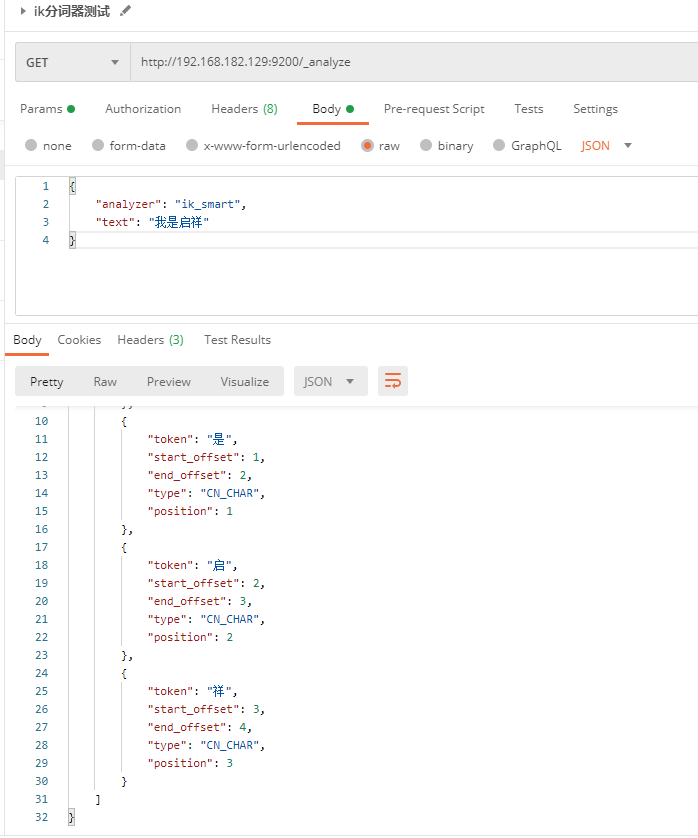 ik分词器测试
GET http://192.168.182.129:9200/_analyze
Params Authorization Headers (8) Body Pre-request Script Tests Settings
none form-data x-www-form-urlencoded raw binary GraphQL JSON
1 {
2 "analyzer": "ik_smart",
3 "text": "我是启祥"
4 }
Body Cookies Headers (3) Test Results
Pretty Raw Preview Visualize JSON
10 {
11 "token": "是",
12 "start_offset": 1,
13 "end_offset": 2,
14 "type": "CN_CHAR",
15 "position": 1
16 },
17 {
18 "token": "启",
19 "start_offset": 2,
20 "end_offset": 3,
21 "type": "CN_CHAR",
22 "position": 2
23 },
24 {
25 "token": "祥",
26 "start_offset": 3,
27 "end_offset": 4,
28 "type": "CN_CHAR",
29 "position": 3
30 }
31 ]
32 }